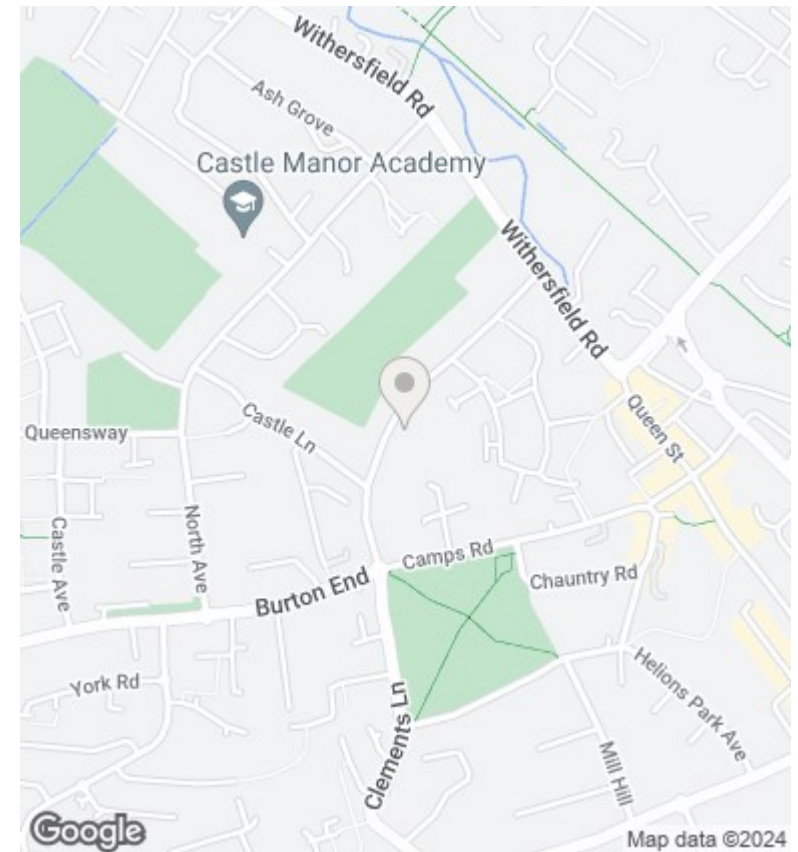 Withersfield Rd
Ash Grove
Castle Manor Academy
Withersfield Rd
Queen St
Castle Ln
Queensway
North Ave
Castle Ave
Camps Rd
Chauntry Rd
Burton End
York Rd
Helions Park Ave
Clements Ln
Mill Hill
Google
Map data ©2024